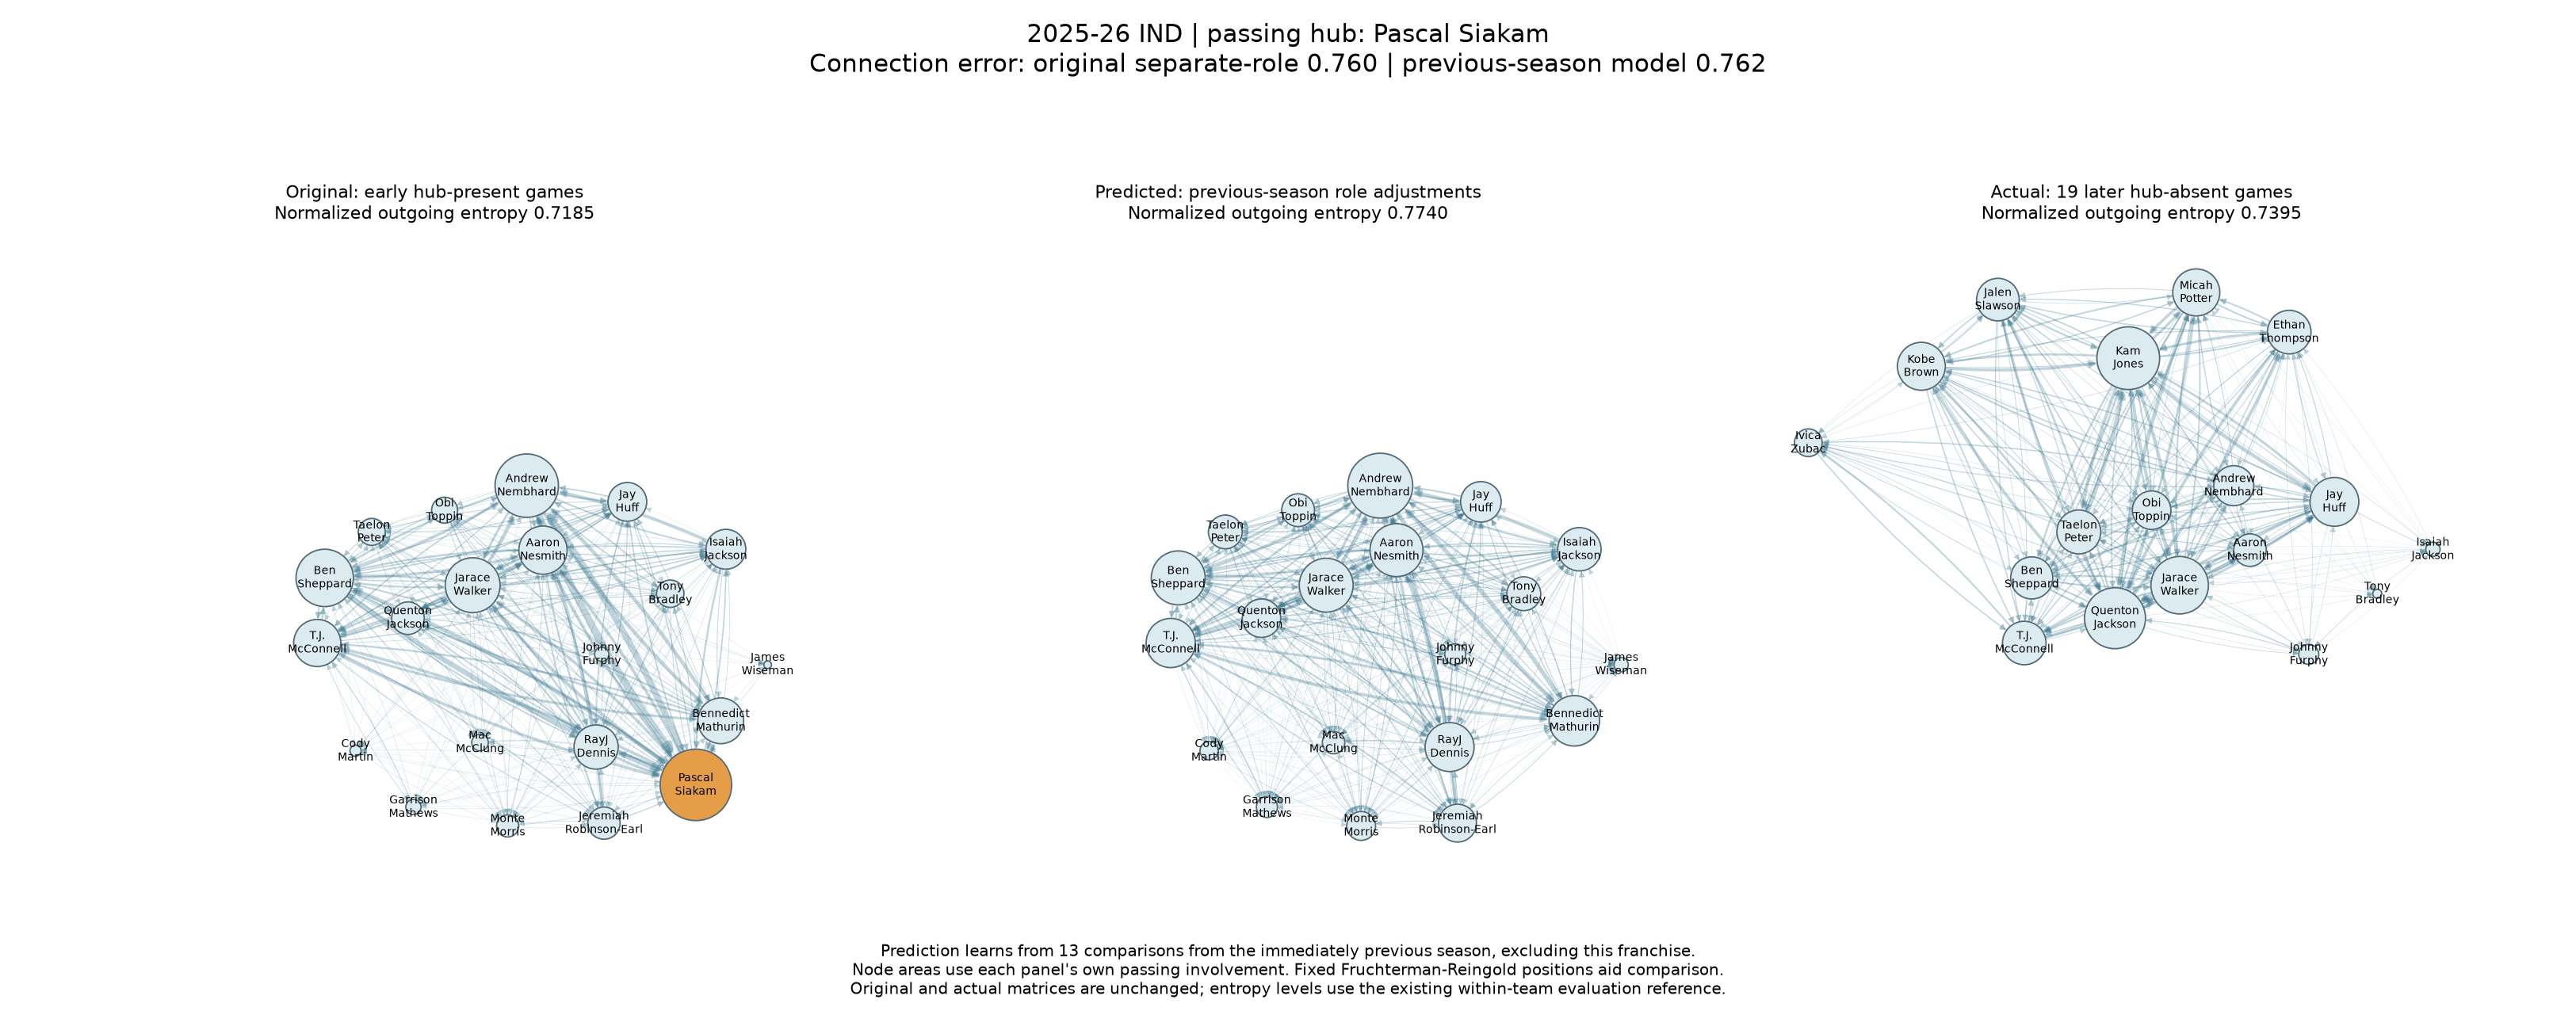 2025-26 IND | passing hub: Pascal Siakam
Connection error: original separate-role 0.760 | previous-season model 0.762
Original: early hub-present games
Normalized outgoing entropy 0.7185
Andrew
Nembhard
Jay
Huff
Obi
Toppin
Taelon
Peter
Aaron
Nesmith
Isaiah
Jackson
Ben
Sheppard
Jarace
Walker
Tony
Bradley
Quenton
Jackson
T.J.
McConnell
Johnny
Furphy
James
Wiseman
Bennedict
Mathurin
Cody
Martin
Mac
McClung
RayJ
Dennis
Pascal
Siakam
Garrison
Mathews
Monte
Morris
Jeremiah
Robinson-Earl
Predicted: previous-season role adjustments
Normalized outgoing entropy 0.7740
Andrew
Nembhard
Jay
Huff
Obi
Toppin
Taelon
Peter
Aaron
Nesmith
Isaiah
Jackson
Ben
Sheppard
Jarace
Walker
Tony
Bradley
Quenton
Jackson
T.J.
McConnell
Johnny
Furphy
James
Wiseman
Bennedict
Mathurin
Cody
Martin
Mac
McClung
RayJ
Dennis
Garrison
Mathews
Monte
Morris
Jeremiah
Robinson-Earl
Actual: 19 later hub-absent games
Normalized outgoing entropy 0.7395
Jalen
Slawson
Micah
Potter
Ethan
Thompson
Kobe
Brown
Kam
Jones
Ivica
Zubac
Andrew
Nembhard
Obi
Toppin
Jay
Huff
Taelon
Peter
Aaron
Nesmith
Isaiah
Jackson
Ben
Sheppard
Jarace
Walker
Tony
Bradley
Quenton
Jackson
T.J.
McConnell
Johnny
Furphy
Prediction learns from 13 comparisons from the immediately previous season, excluding this franchise.
Node areas use each panel's own passing involvement. Fixed Fruchterman-Reingold positions aid comparison.
Original and actual matrices are unchanged; entropy levels use the existing within-team evaluation reference.